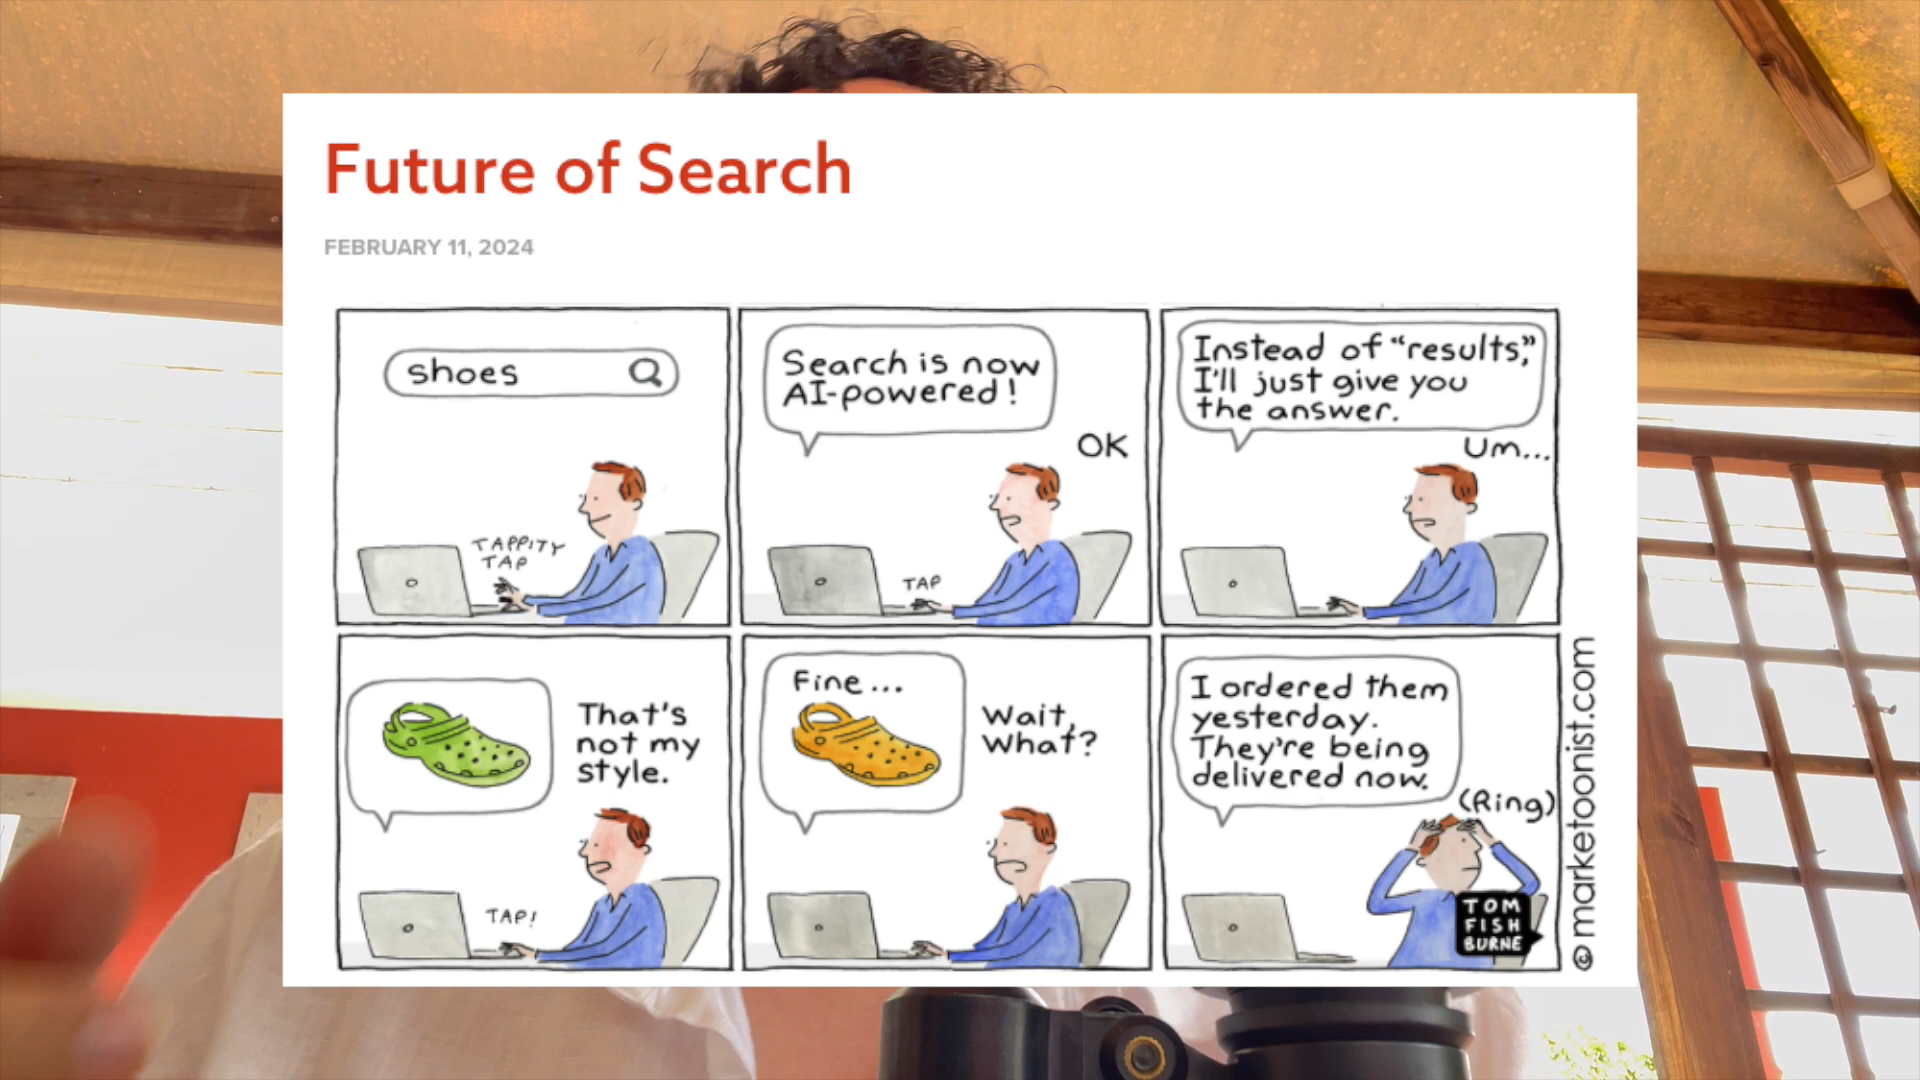 Future of Search
FEBRUARY 11, 2024
shoes
TAPPITY
TAP
Search is now
AI-powered!
OK
TAP
Instead of “results,”
I'll just give you
the answer.
Um...
That's
not my
style.
TAP!
Fine...
Wait,
What?
I ordered them
yesterday.
They're being
delivered now.
(Ring)
TOM
FISH
BURNE
© marketoonist.com